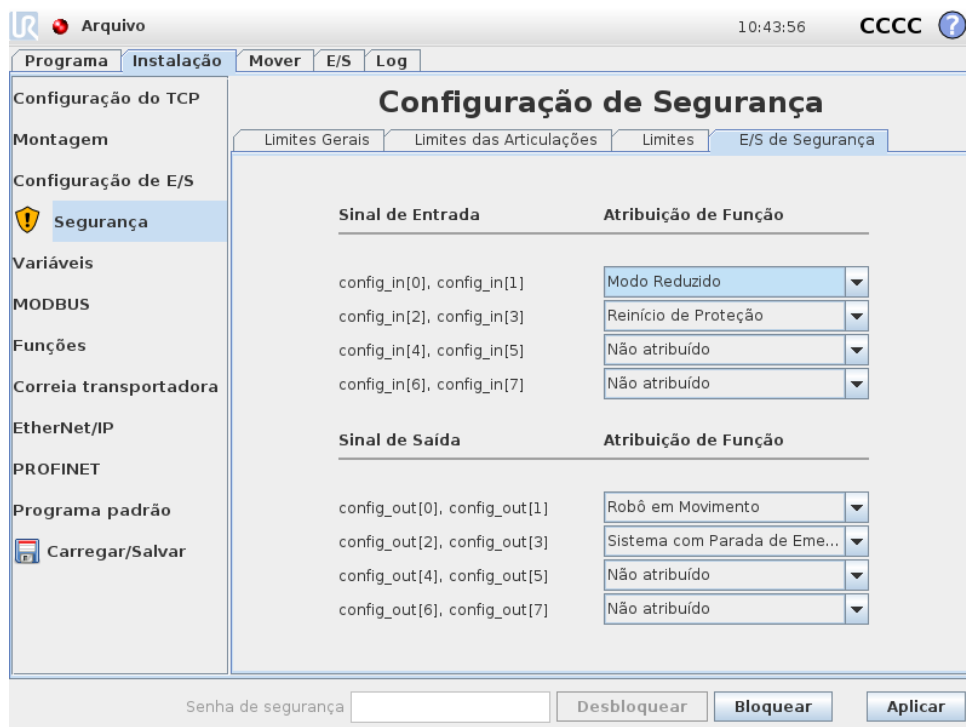 UR Arquivo 10:43:56 CCCC ?
Programa Instalação Mover E/S Log
Configuração do TCP
Montagem
Configuração de E/S
Segurança
Variáveis
MODBUS
Funções
Correia transportadora
EtherNet/IP
PROFINET
Programa padrão
Carregar/Salvar
Configuração de Segurança
Limites Gerais Limites das Articulações Limites E/S de Segurança
Sinal de Entrada Atribuição de Função
config_in[0], config_in[1] Modo Reduzido
config_in[2], config_in[3] Reinício de Proteção
config_in[4], config_in[5] Não atribuído
config_in[6], config_in[7] Não atribuído
Sinal de Saída Atribuição de Função
config_out[0], config_out[1] Robô em Movimento
config_out[2], config_out[3] Sistema com Parada de Eme...
config_out[4], config_out[5] Não atribuído
config_out[6], config_out[7] Não atribuído
Senha de segurança Desbloquear Bloquear Aplicar